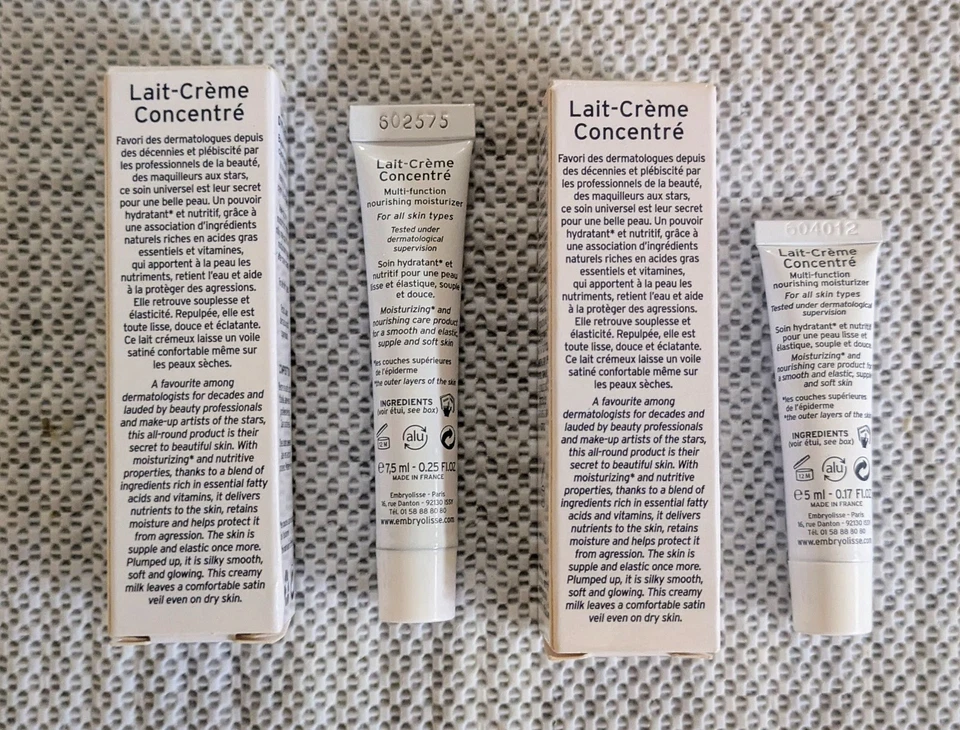 Lait-Crème
Concentré
Favori des dermatologues depuis
des décennies et plébiscité par
les professionnels de la beauté,
des maquilleurs aux stars,
ce soin universel est leur secret
pour une belle peau. Un pouvoir
hydratant* et nutritif, grâce à
une association d'ingrédients
naturels riches en acides gras
essentiels et vitamines,
qui apportent à la peau les
nutriments, retient l'eau et aide
à la protèger des agressions.
Elle retrouve souplesse et
élasticité. Repulpée, elle est
toute lisse, douce et éclatante.
Ce lait crémeux laisse un voile
satiné confortable même sur
les peaux sèches.
A favourite among
dermatologists for decades and
lauded by beauty professionals
and make-up artists of the stars,
this all-round product is their
secret to beautiful skin. With
moisturizing* and nutritive
properties, thanks to a blend of
ingredients rich in essential fatty
acids and vitamins, it delivers
nutrients to the skin, retains
moisture and helps protect it
from agression. The skin is
supple and elastic once more.
Plumped up, it is silky smooth,
soft and glowing. This creamy
milk leaves a comfortable satin
veil even on dry skin.
602575
Lait-Crème
Concentré
Multi-function
nourishing moisturizer
For all skin types
Tested under
dermatological
supervision
Soin hydratant* et
nutritif pour une peau
lisse et élastique, souple
et douce.
Moisturizing* and
nourishing care product
for a smooth and elastic,
supple and soft skin
*les couches supérieures
de l'épiderme
*the outer layers of the skin
INGREDIENTS
(voir étui, see box)
12 M
alu
e 7,5 ml - 0.25 FL.OZ
MADE IN FRANCE
Embryolisse - Paris
16, rue Danton - 92130 ISSY
Tél. 01 58 88 80 80
www.embryolisse.com
Lait-Crème
Concentré
Favori des dermatologues depuis
des décennies et plébiscité par
les professionnels de la beauté,
des maquilleurs aux stars,
ce soin universel est leur secret
pour une belle peau. Un pouvoir
hydratant* et nutritif, grâce à
une association d'ingrédients
naturels riches en acides gras
essentiels et vitamines,
qui apportent à la peau les
nutriments, retient l'eau et aide
à la protèger des agressions.
Elle retrouve souplesse et
élasticité. Repulpée, elle est
toute lisse, douce et éclatante.
Ce lait crémeux laisse un voile
satiné confortable même sur
les peaux sèches.
A favourite among
dermatologists for decades and
lauded by beauty professionals
and make-up artists of the stars,
this all-round product is their
secret to beautiful skin. With
moisturizing* and nutritive
properties, thanks to a blend of
ingredients rich in essential fatty
acids and vitamins, it delivers
nutrients to the skin, retains
moisture and helps protect it
from agression. The skin is
supple and elastic once more.
Plumped up, it is silky smooth,
soft and glowing. This creamy
milk leaves a comfortable satin
veil even on dry skin.
604012
Lait-Crème
Concentré
Multi-function
nourishing moisturizer
For all skin types
Tested under dermatological
supervision
Soin hydratant* et nutritif
pour une peau lisse et
élastique, souple et douce
Moisturizing* and
nourishing care product for
a smooth and elastic, supple
and soft skin
*les couches supérieures
de l'épiderme
*the outer layers of the skin
INGREDIENTS
(voir étui, see box)
12 M
alu
e 5 ml - 0.17 FL.OZ
MADE IN FRANCE
Embryolisse - Paris
16, rue Danton - 92130 ISSY
Tél. 01 58 88 80 80
www.embryolisse.com